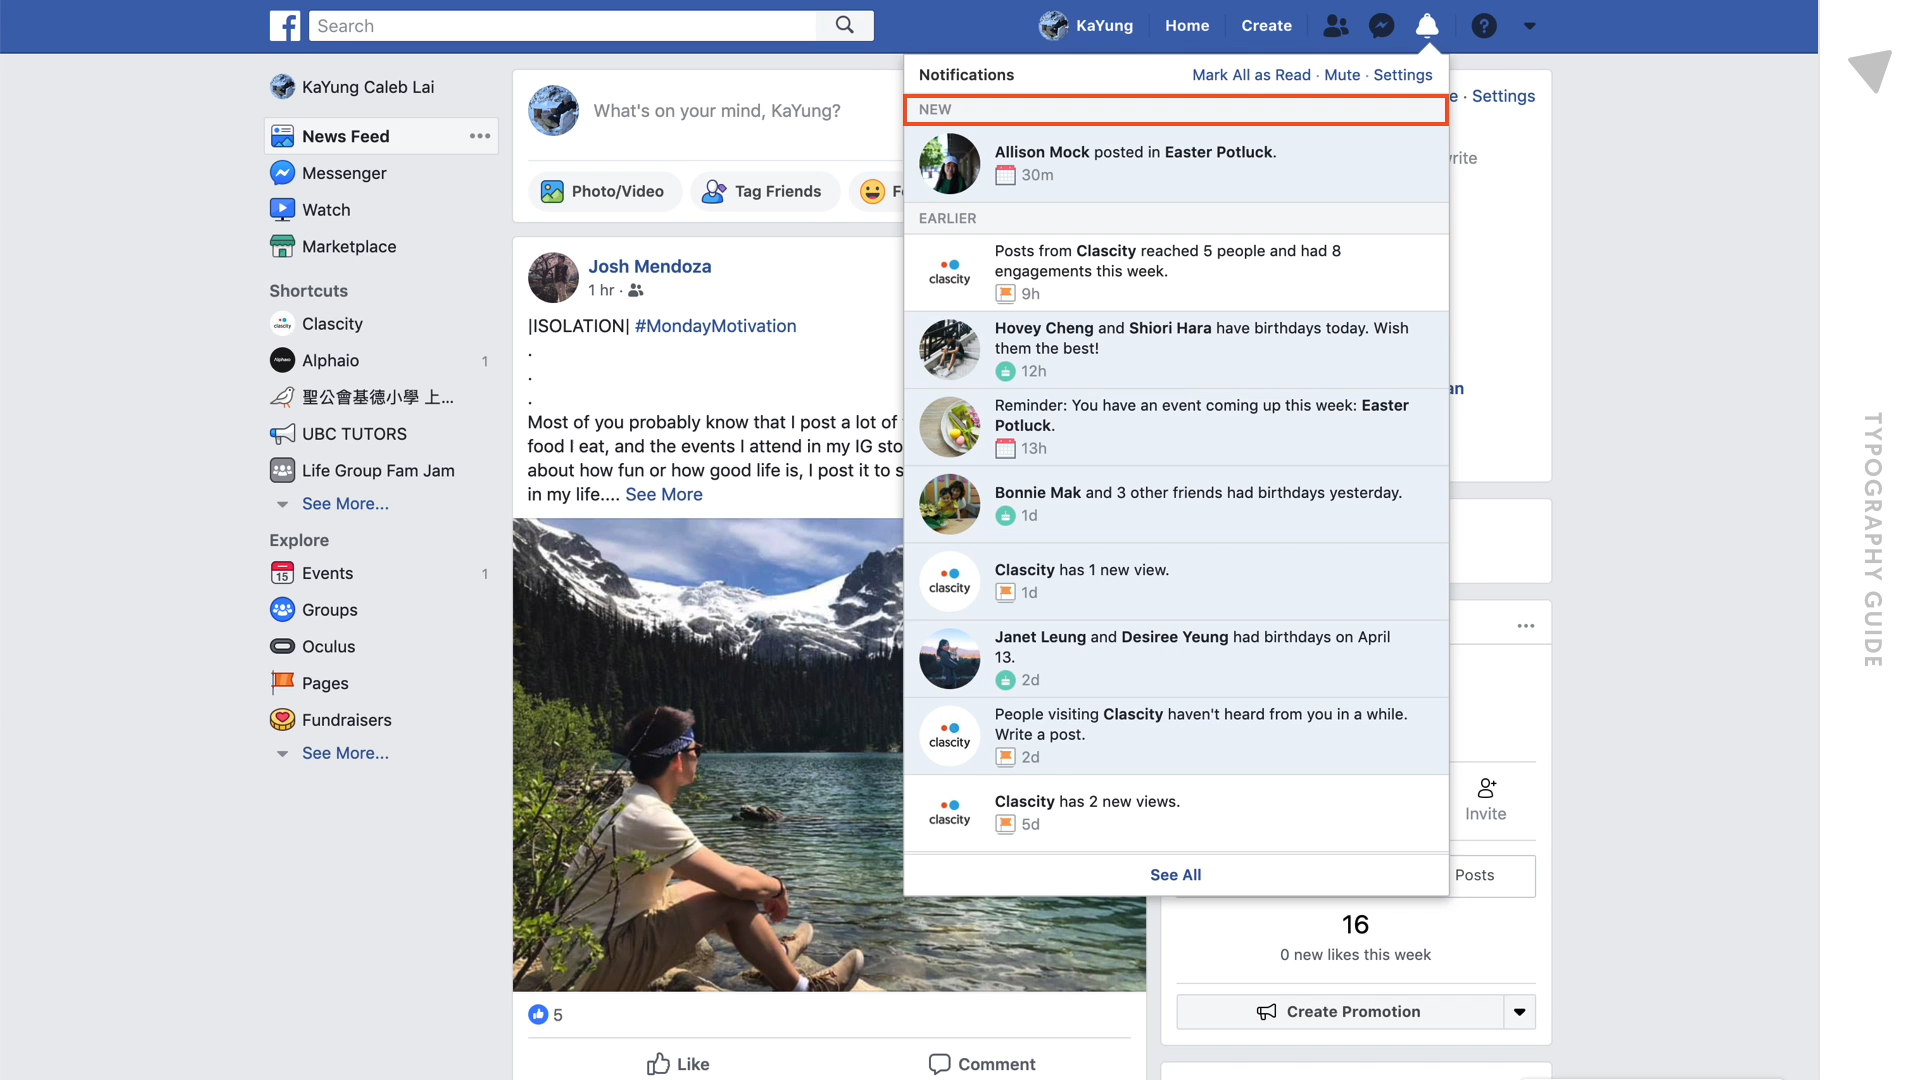 Search
KaYung
Home
Create
KaYung Caleb Lai
News Feed
Messenger
Watch
Marketplace
Shortcuts
Clascity
Alphaio
1
聖公會基德小學 上...
UBC TUTORS
Life Group Fam Jam
See More...
Explore
15
Events
1
Groups
Oculus
Pages
Fundraisers
See More...
What's on your mind, KaYung?
Photo/Video
Tag Friends
Josh Mendoza
1 hr ·
|ISOLATION| #MondayMotivation
.
.
.
Most of you probably know that I post a lot of
food I eat, and the events I attend in my IG sto
about how fun or how good life is, I post it to s
in my life.... See More
5
Like
Comment
Notifications
Mark All as Read · Mute · Settings
NEW
Allison Mock posted in Easter Potluck.
30m
EARLIER
clascity
Posts from Clascity reached 5 people and had 8
engagements this week.
9h
Hovey Cheng and Shiori Hara have birthdays today. Wish
them the best!
12h
Reminder: You have an event coming up this week: Easter
Potluck.
13h
Bonnie Mak and 3 other friends had birthdays yesterday.
1d
clascity
Clascity has 1 new view.
1d
Janet Leung and Desiree Yeung had birthdays on April
13.
2d
clascity
People visiting Clascity haven't heard from you in a while.
Write a post.
2d
clascity
Clascity has 2 new views.
5d
See All
e · Settings
rite
an
Invite
Posts
16
0 new likes this week
Create Promotion
TYPOGRAPHY GUIDE